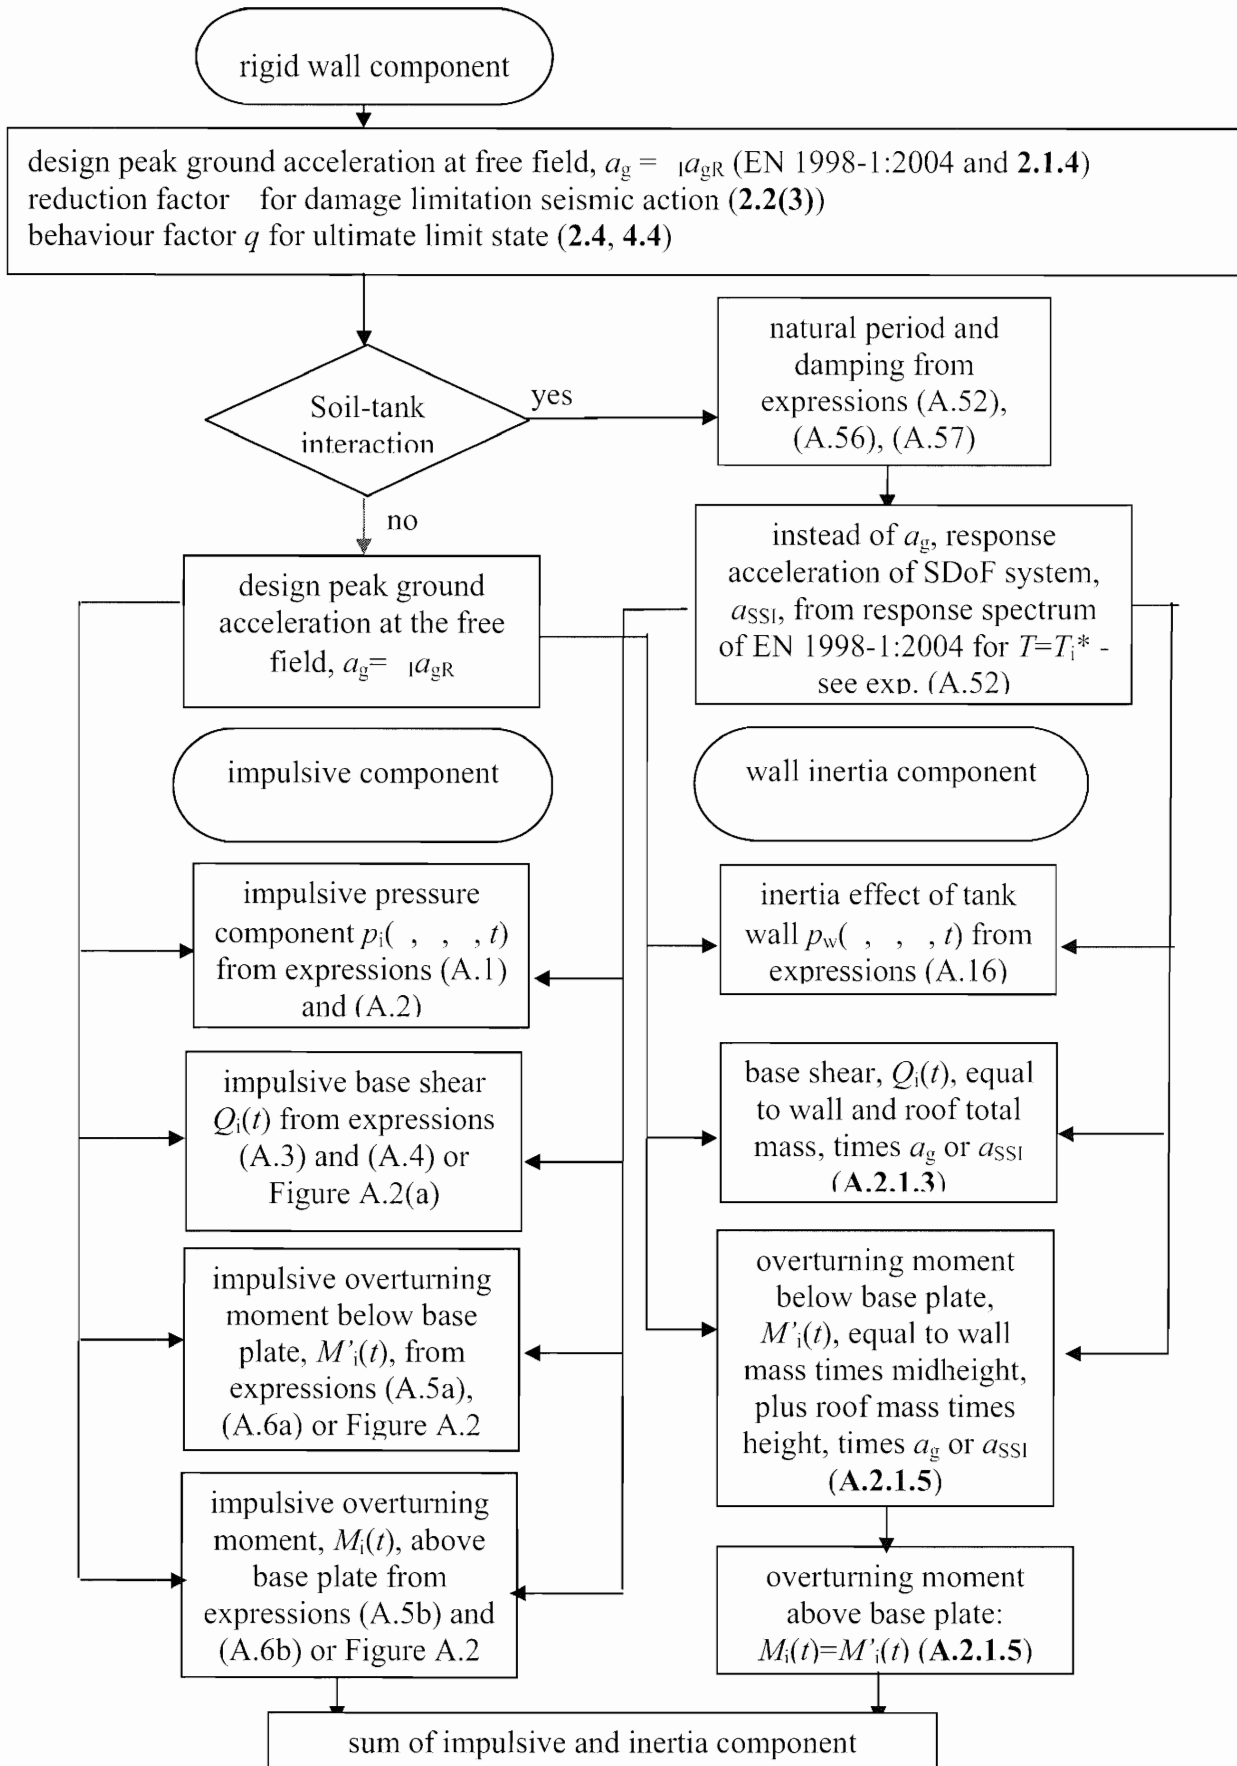 rigid wall component
design peak ground acceleration at free field, ag = ıagR (EN 1998-1:2004 and 2.1.4)
reduction factor for damage limitation seismic action (2.2(3))
behaviour factor q for ultimate limit state (2.4, 4.4)
Soil-tank
interaction
yes
no
natural period and
damping from
expressions (A.52),
(A.56), (A.57)
design peak ground
acceleration at the free
field, ag= ıagR
instead of ag, response
acceleration of SDoF system,
aSSI, from response spectrum
of EN 1998-1:2004 for T=Ti* -
see exp. (A.52)
impulsive component
wall inertia component
impulsive pressure
component pi( , , , t)
from expressions (A.1)
and (A.2)
inertia effect of tank
wall pw( , , , t) from
expressions (A.16)
impulsive base shear
Qi(t) from expressions
(A.3) and (A.4) or
Figure A.2(a)
base shear, Qi(t), equal
to wall and roof total
mass, times ag or aSSI
(A.2.1.3)
impulsive overturning
moment below base
plate, M'i(t), from
expressions (A.5a),
(A.6a) or Figure A.2
overturning moment
below base plate,
M'i(t), equal to wall
mass times midheight,
plus roof mass times
height, times ag or aSSI
(A.2.1.5)
impulsive overturning
moment, Mi(t), above
base plate from
expressions (A.5b) and
(A.6b) or Figure A.2
overturning moment
above base plate:
Mi(t)=M'i(t) (A.2.1.5)
sum of impulsive and inertia component